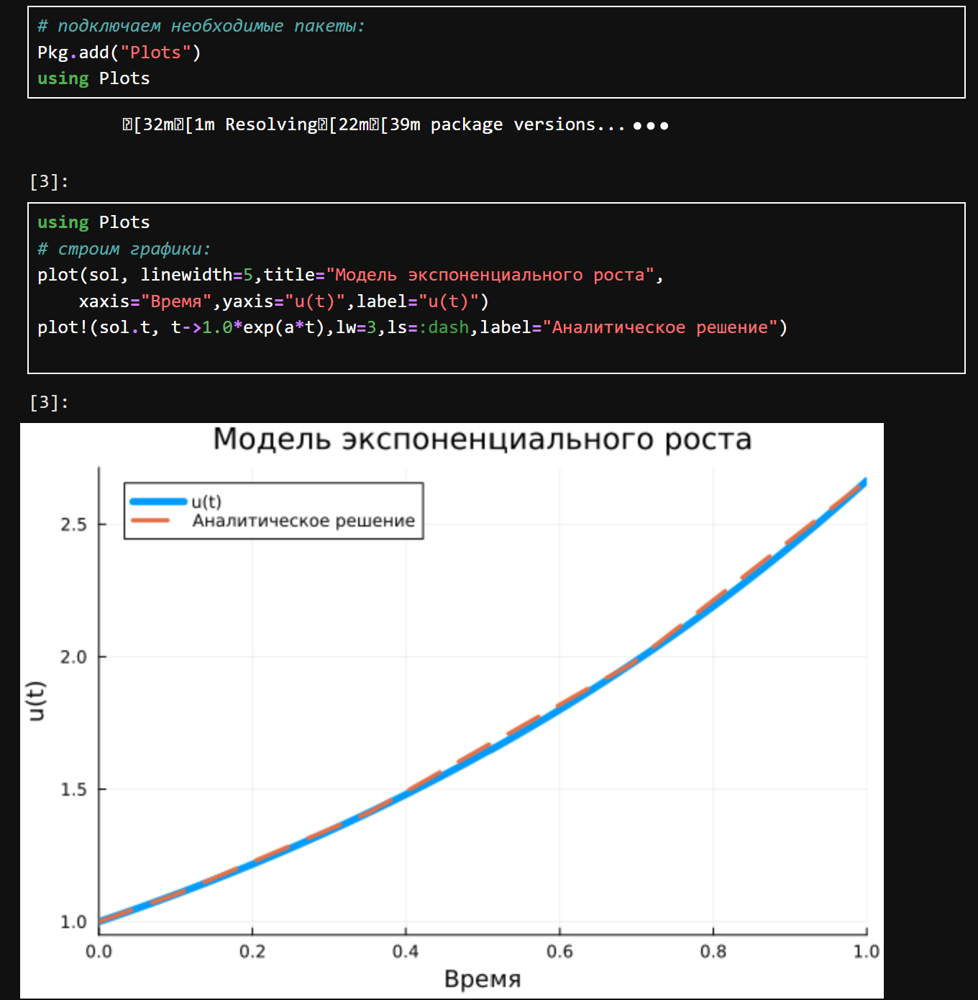 # подключаем необходимые пакеты:
Pkg.add("Plots")
using Plots
[32m[1m Resolving[22m[39m package versions... •••
[3]:
using Plots
# строим графики:
plot(sol, linewidth=5,title="Модель экспоненциального роста",
    xaxis="Время",yaxis="u(t)",label="u(t)")
plot!(sol.t, t->1.0*exp(a*t),lw=3,ls=:dash,label="Аналитическое решение")
[3]:
Модель экспоненциального роста
u(t)
Аналитическое решение
2.5
2.0
1.5
1.0
u(t)
0.0 0.2 0.4 0.6 0.8 1.0
Время